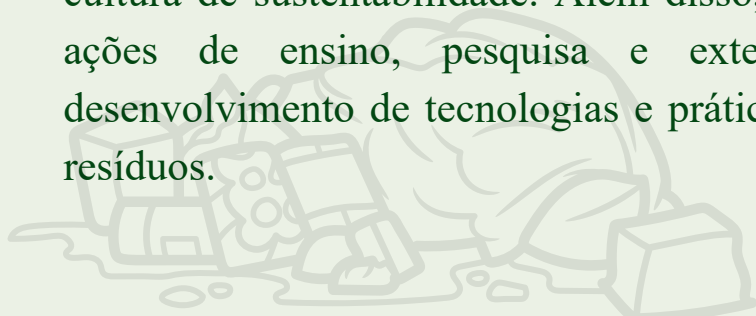 cultura de sustentabilidade. Além disso,
ações de ensino, pesquisa e exte
desenvolvimento de tecnologias e prátic
resíduos.